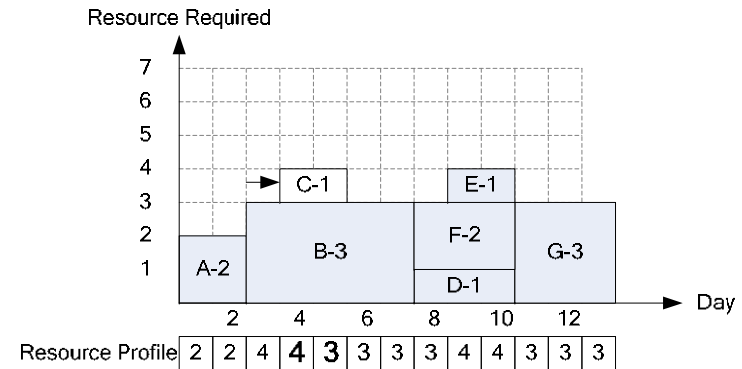 Resource Required
7
6
5
4
3
2
1
C-1
E-1
A-2
B-3
F-2
D-1
G-3
Day
2 4 6 8 10 12
Resource Profile 2 2 4 4 3 3 3 3 4 4 3 3 3